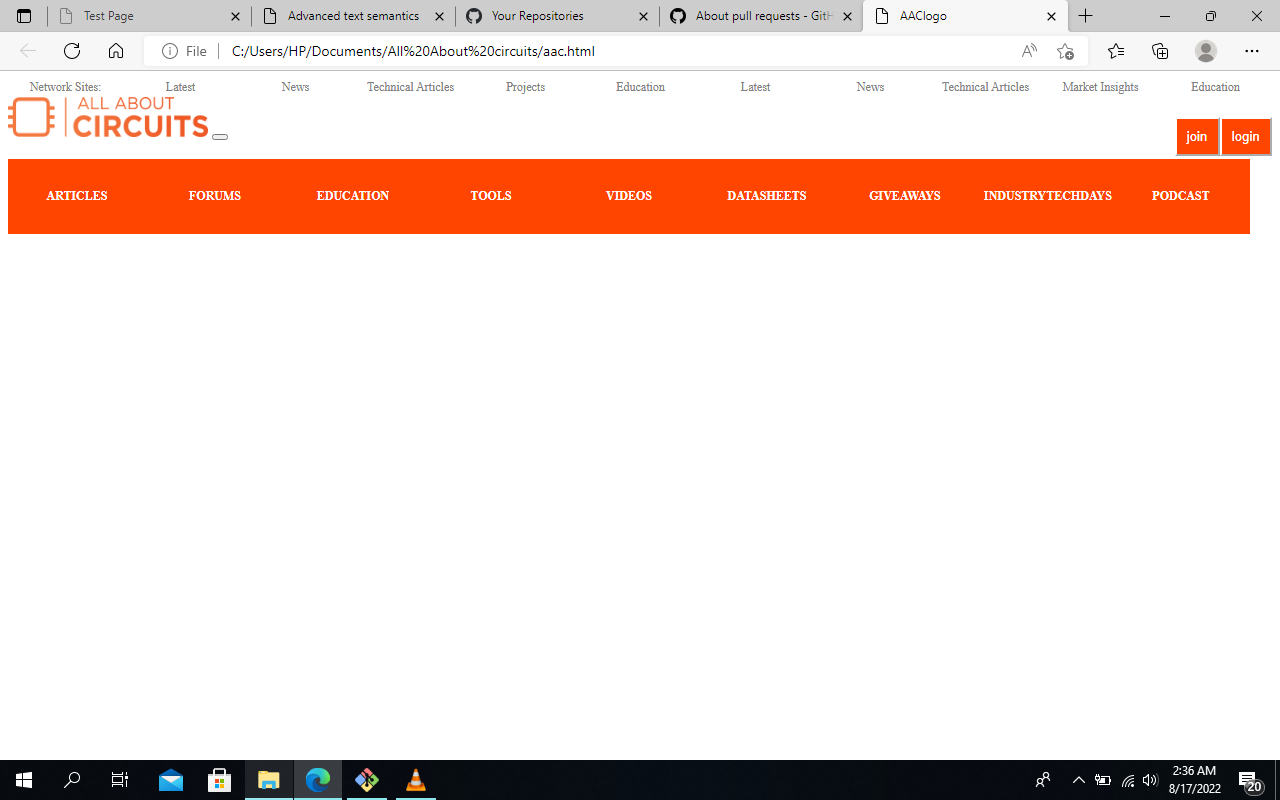 Test Page
Advanced text semantics
Your Repositories
About pull requests - GitH
AAClogo
File
C:/Users/HP/Documents/All%20About%20circuits/aac.html
Network Sites: Latest News Technical Articles Projects Education Latest News Technical Articles Market Insights Education
ALL ABOUT
CIRCUITS
join login
ARTICLES FORUMS EDUCATION TOOLS VIDEOS DATASHEETS GIVEAWAYS INDUSTRYTECHDAYS PODCAST
2:36 AM
8/17/2022
20